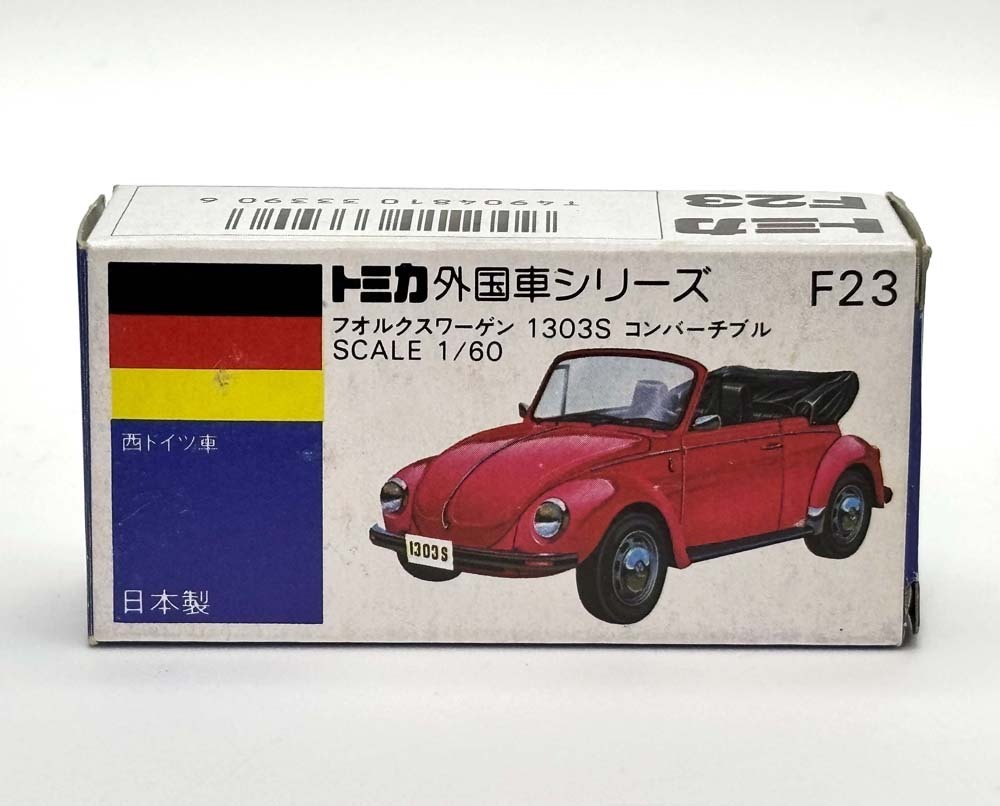 T4904810 33390 6
トミカ
F23
トミカ外国車シリーズ F23
フオルクスワーゲン 1303S コンバーチブル
SCALE 1/60
西ドイツ車
1303S
日本製